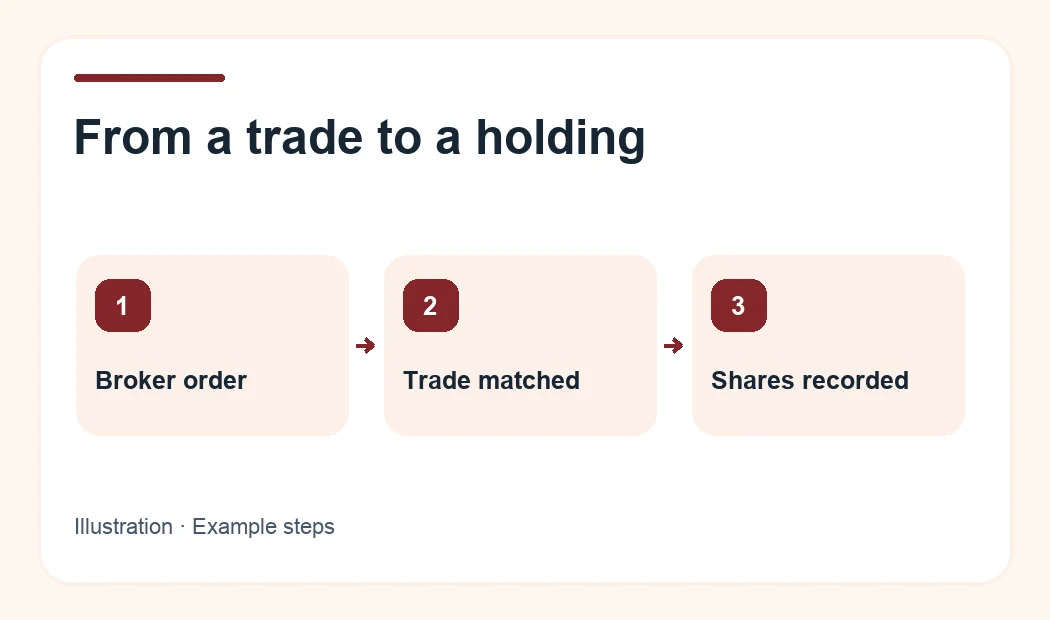 From a trade to a holding
1
Broker order
2
Trade matched
3
Shares recorded
Illustration · Example steps